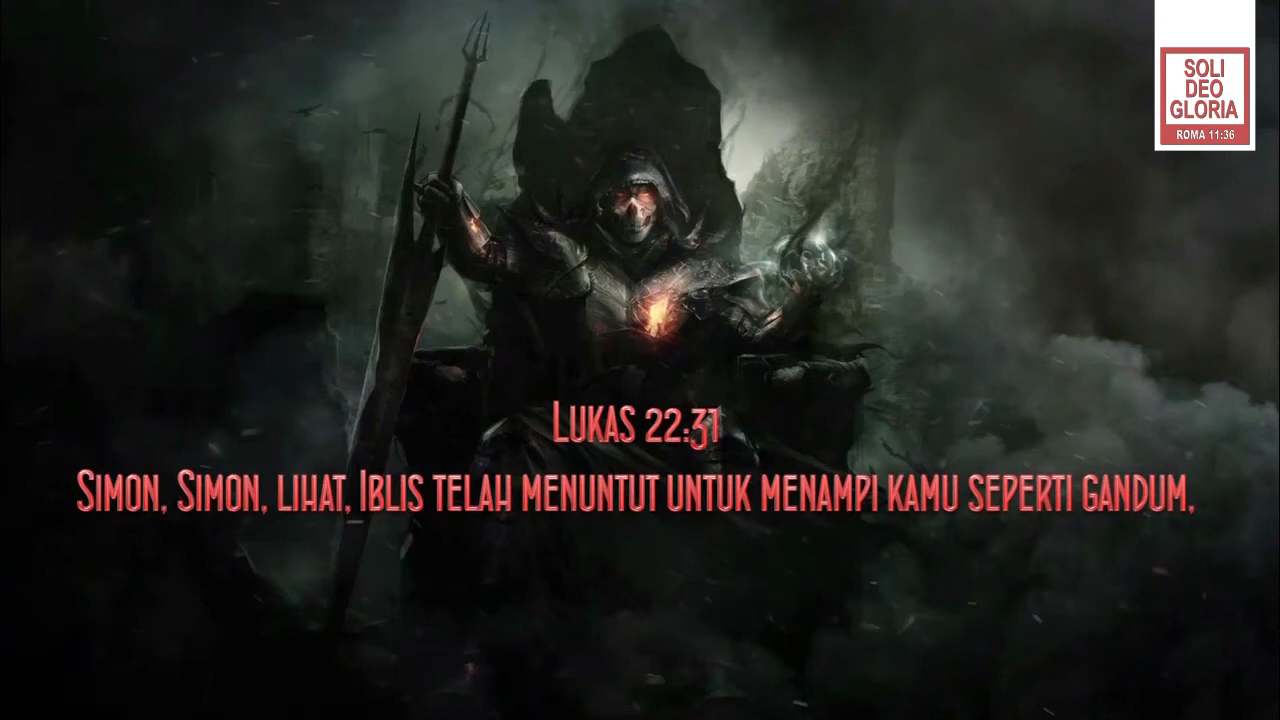 SOLI
DEO
GLORIA
ROMA 11:36
Lukas 22:31
Simon, Simon, lihat, Iblis telah menuntut untuk menampi kamu seperti gandum,